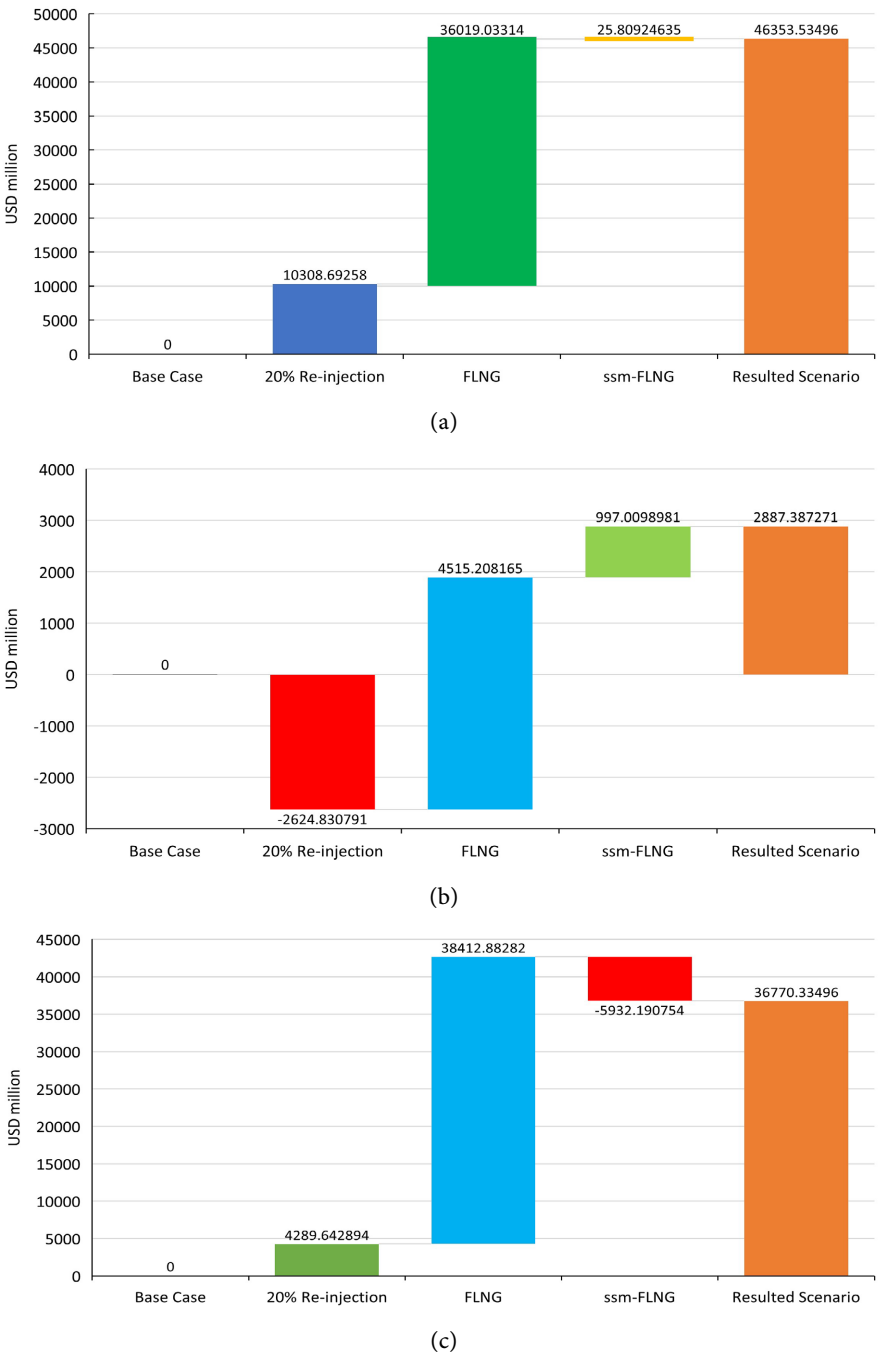 50000
45000
40000
35000
30000
25000
20000
15000
10000
5000
0
USD million
0
10308.69258
36019.03314
25.80924635
46353.53496
Base Case
20% Re-injection
FLNG
ssm-FLNG
Resulted Scenario
(a)
4000
3000
2000
1000
0
-1000
-2000
-3000
USD million
0
-2624.830791
4515.208165
997.0098981
2887.387271
Base Case
20% Re-injection
FLNG
ssm-FLNG
Resulted Scenario
(b)
45000
40000
35000
30000
25000
20000
15000
10000
5000
0
USD million
0
4289.642894
38412.88282
-5932.190754
36770.33496
Base Case
20% Re-injection
FLNG
ssm-FLNG
Resulted Scenario
(c)